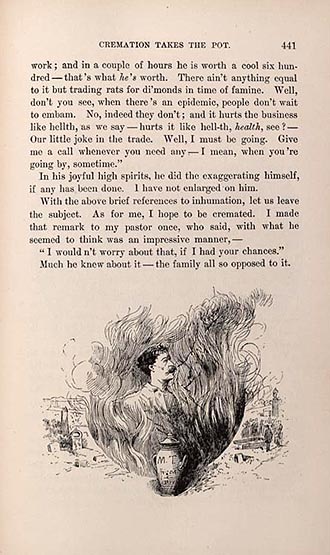 CREMATION TAKES THE POT. 441
work; and in a couple of hours he is worth a cool six hun-
dred — that's what he's worth. There ain't anything equal
to it but trading rats for di'monds in time of famine. Well,
don't you see, when there's an epidemic, people don't wait
to embam. No, indeed they don't; and it hurts the business
like hellth, as we say — hurts it like hell-th, health, see? —
Our little joke in the trade. Well, I must be going. Give
me a call whenever you need any — I mean, when you're
going by, sometime."
In his joyful high spirits, he did the exaggerating himself,
if any has been done. I have not enlarged on him.
With the above brief references to inhumation, let us leave
the subject. As for me, I hope to be cremated. I made
that remark to my pastor once, who said, with what he
seemed to think was an impressive manner, —
"I would n't worry about that, if I had your chances."
Much he knew about it — the family all so opposed to it.
M.T.